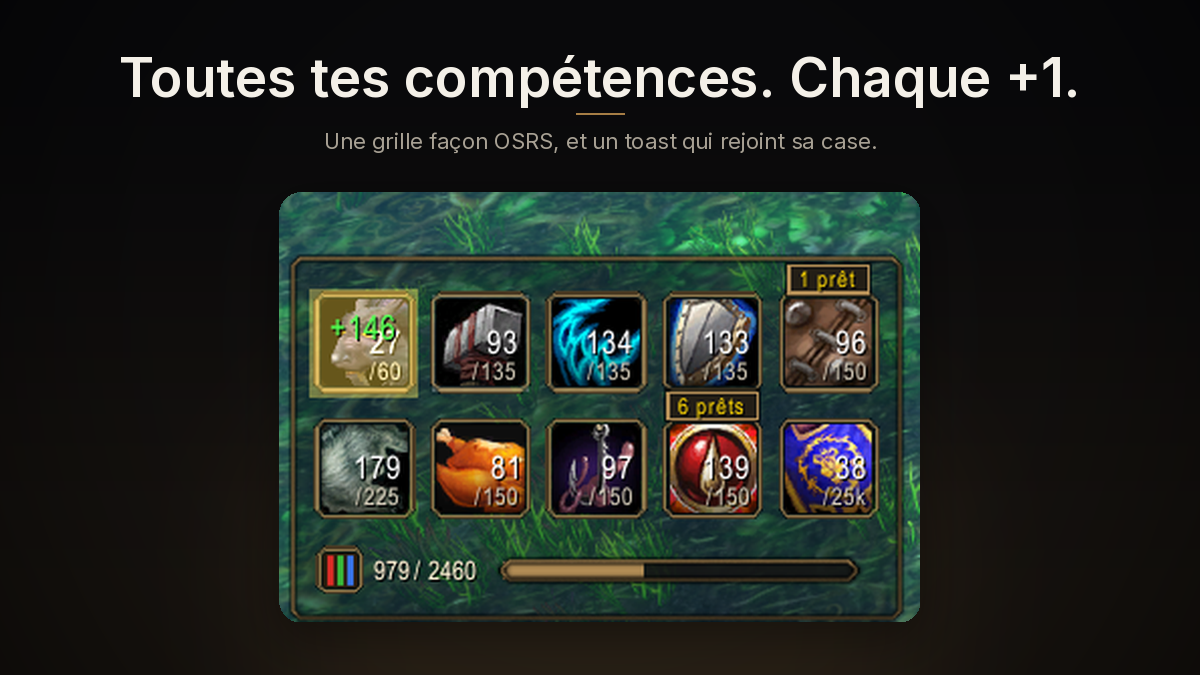 Toutes tes compétences. Chaque +1.
Une grille façon OSRS, et un toast qui rejoint sa case.
1 prêt
+146
27 93 134 133 96
/60 /135 /135 /135 /150
6 prêts
179 81 97 139 38
/225 /150 /150 /150 /25k
979 / 2460